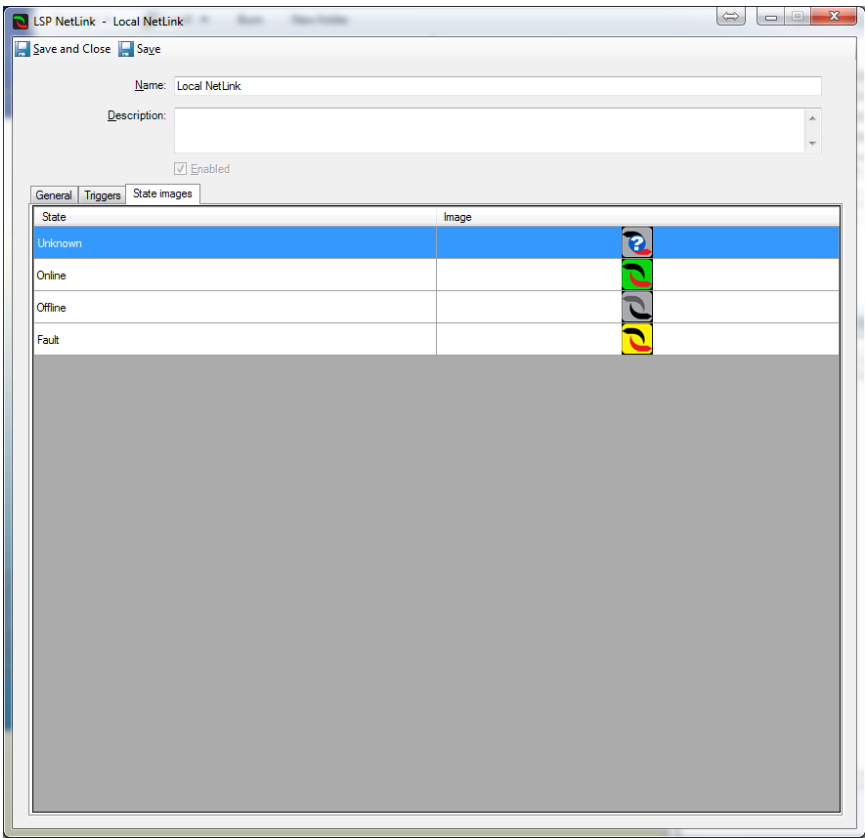 LSP NetLink - Local NetLink
Save and Close Save
Name: Local NetLink
Description:
Enabled
General Triggers State images
State Image
Unknown
Online
Offline
Fault